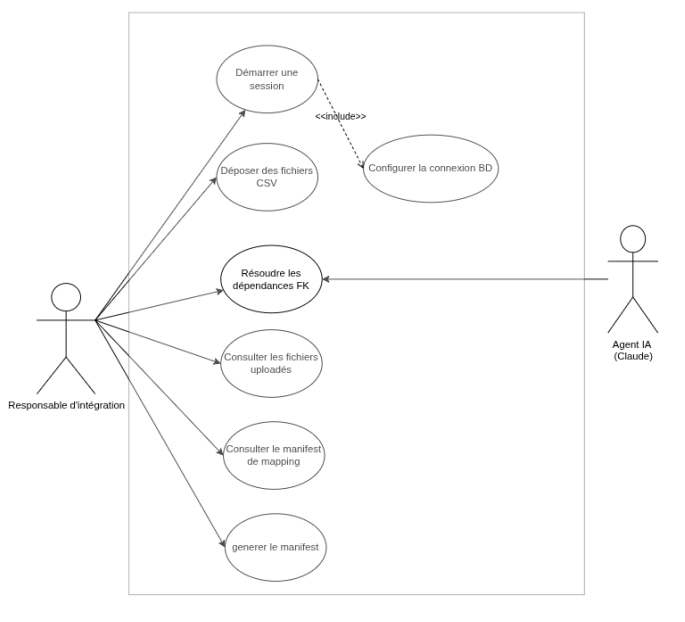 Démarrer une
session
<<include>>
Déposer des fichiers
CSV
Configurer la connexion BD
Résoudre les
dépendances FK
Consulter les fichiers
uploadés
Agent IA
(Claude)
Responsable d'intégration
Consulter le manifest
de mapping
generer le manifest